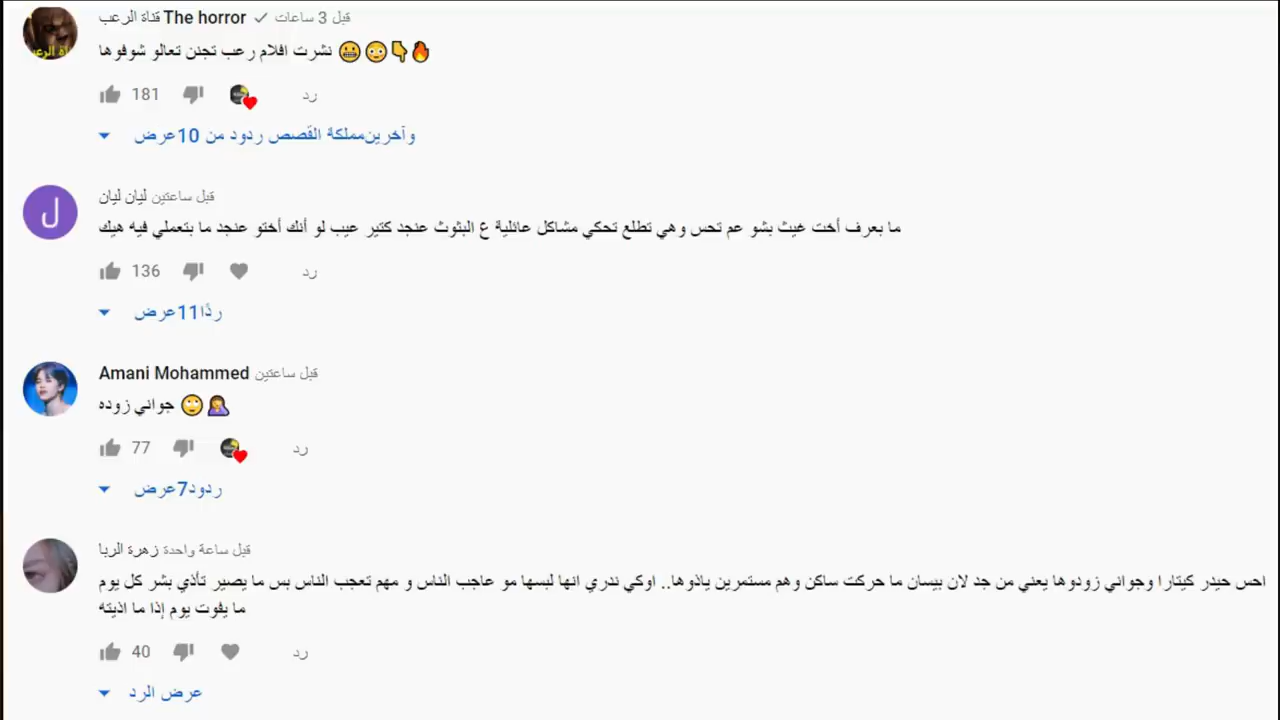 قناة الرعب The horror ✓ قبل 3 ساعات
نشرت افلام رعب تجنن تعالو شوفوها 😬😳👇🔥
181 رد
عرض 10 من ردود مملكة القصص وآخرين
ل
ليان ليان قبل ساعتين
ما بعرف أخت غيث بشو عم تحس وهي تطلع تحكي مشاكل عائلية ع البثوث عنجد كتير عيب لو أنك أختو عنجد ما بتعملي فيه هيك
136 رد
عرض 11 ردًا
Amani Mohammed قبل ساعتين
جواني زوده 🙄🤦‍♀️
77 رد
عرض 7 ردود
زهرة الربا قبل ساعة واحدة
احس حيدر كيتارا وجواني زودوها يعني من جد لان بيسان ما حركت ساكن وهم مستمرين ياذوها.. اوكي ندري انها لبسها مو عاجب الناس و مهم تعجب الناس بس ما يصير تأذي بشر كل يوم
ما يفوت يوم إذا ما اذيته
40 رد
عرض الرد